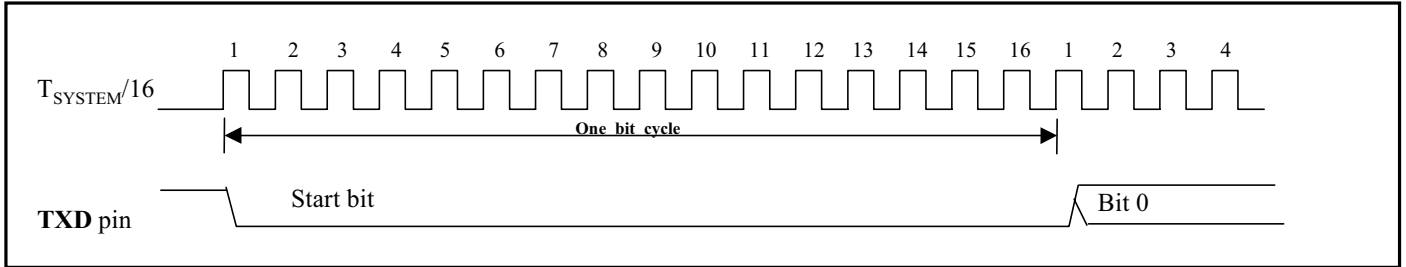 1 2 3 4 5 6 7 8 9 10 11 12 13 14 15 16 1 2 3 4
TSYSTEM/16
One bit cycle
Start bit
Bit 0
TXD pin